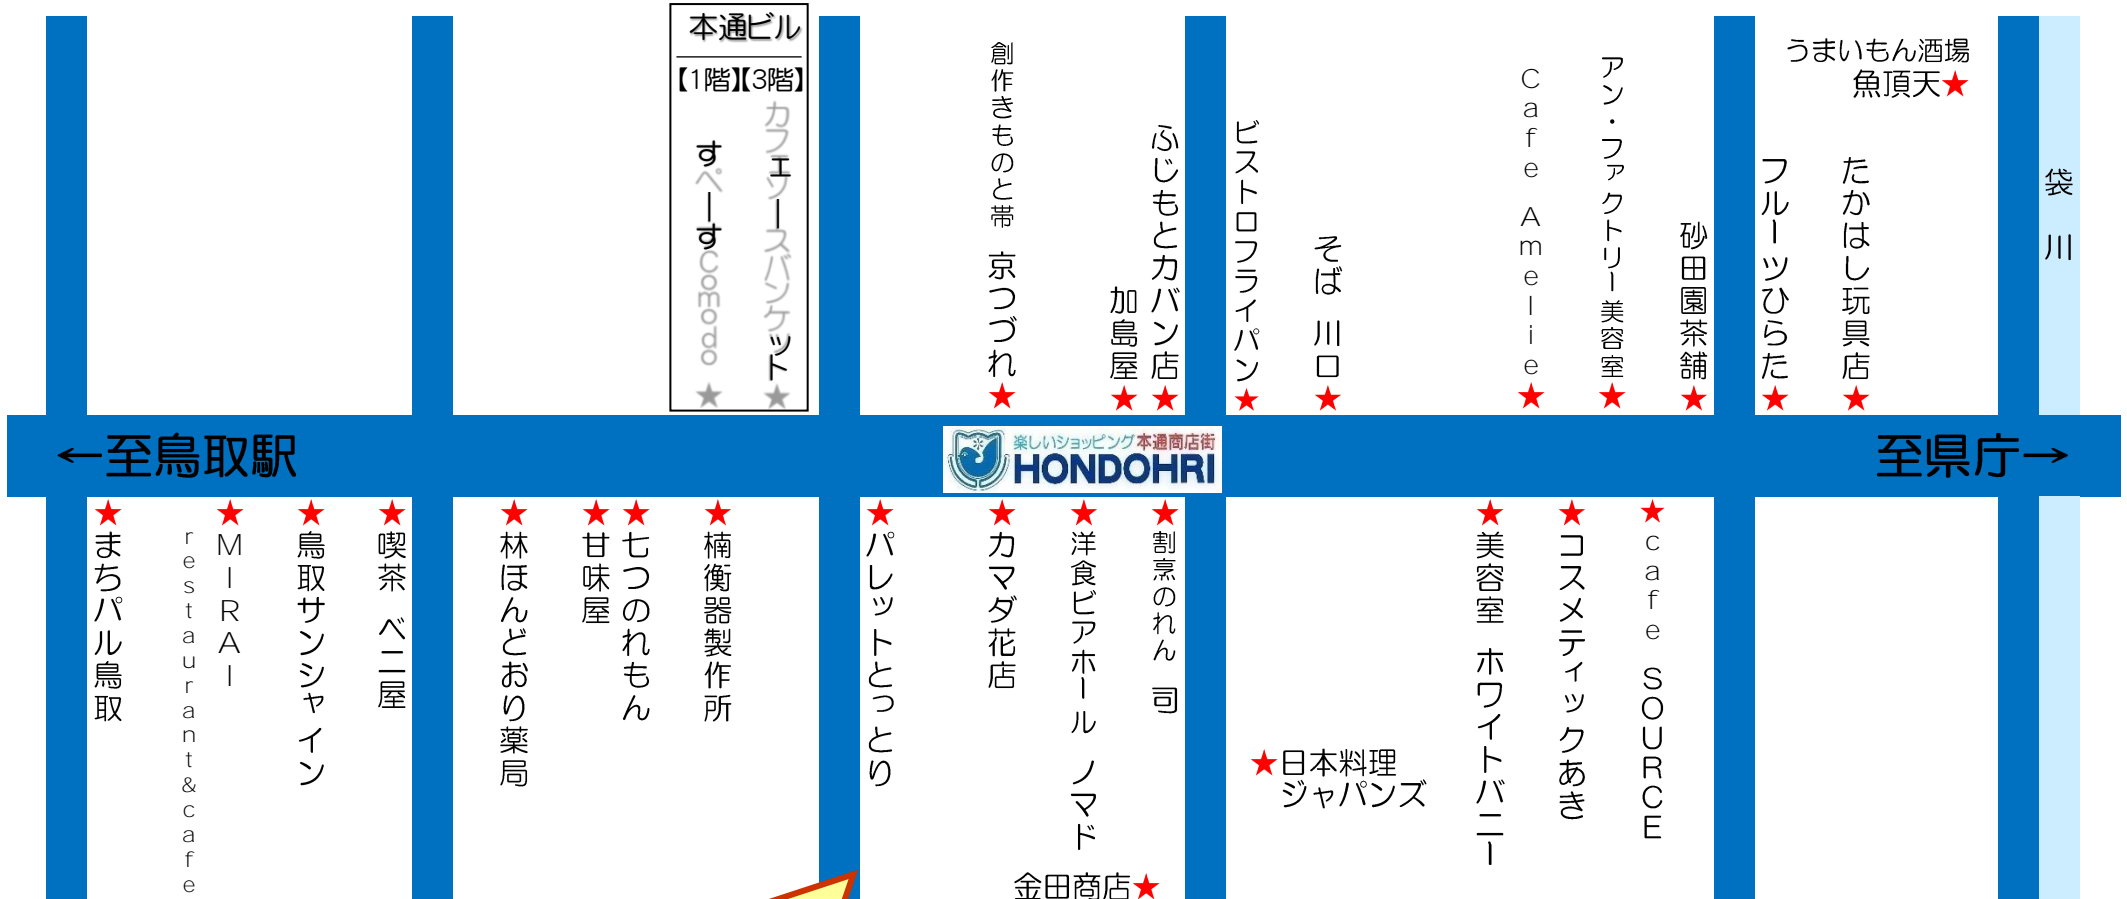 本通ビル
【1階】【3階】
すぺーすComodo ★
カフェソースバンケット ★
創作きものと帯 京つづれ★
加島屋★
ふじもとカバン店★
ビストロフライパン★
そば 川口★
Cafe Amelie★
アン・ファクトリー美容室★
砂田園茶舗★
うまいもん酒場
魚頂天★
フルーツひらた★
たかはし玩具店★
袋 川
←至鳥取駅
楽しいショッピング本通商店街
HONDOHRI
至県庁→
★まちパル鳥取
restaurant&cafe
★MIRAI
★鳥取サンシャイン
★喫茶 ベニ屋
★林ほんどおり薬局
★甘味屋
★七つのれもん
★楠衡器製作所
★パレットとっとり
★カマダ花店
★洋食ビアホール ノマド
★割烹のれん 司
金田商店★
★日本料理
ジャパンズ
★美容室 ホワイトバニー
★コスメティックあき
★cafe SOURCE